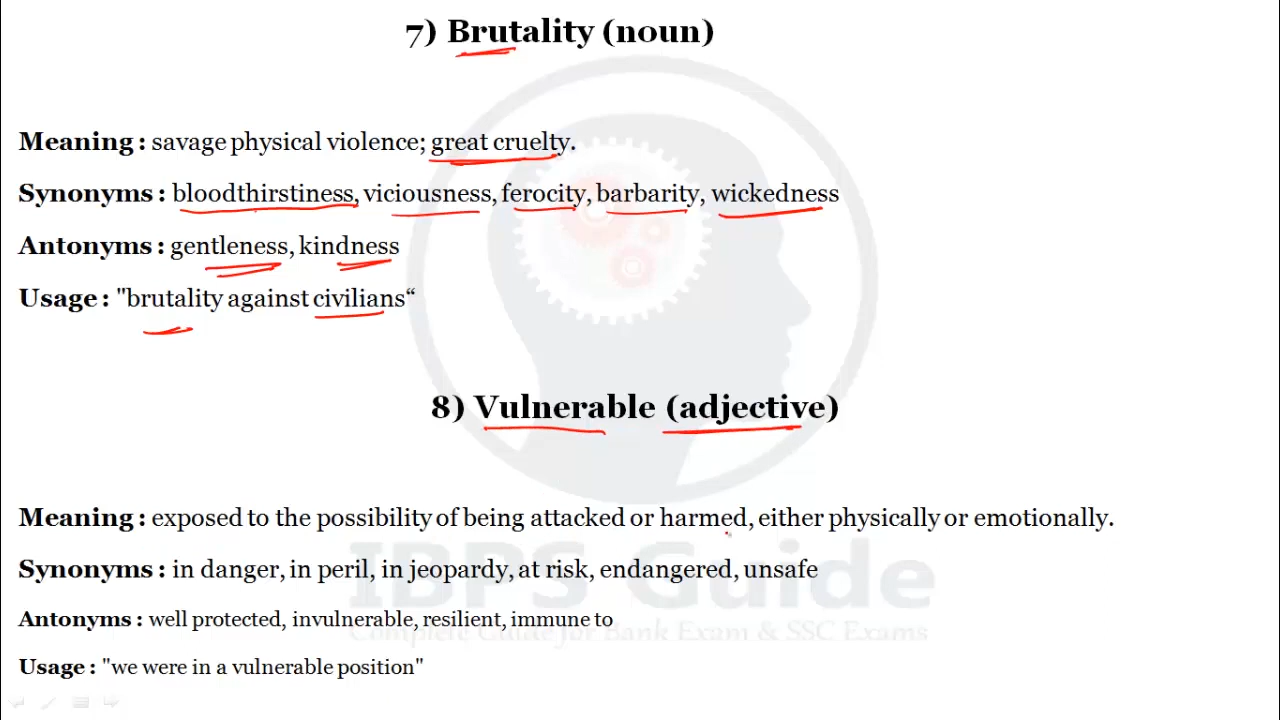 7) Brutality (noun)
Meaning : savage physical violence; great cruelty.
Synonyms : bloodthirstiness, viciousness, ferocity, barbarity, wickedness
Antonyms : gentleness, kindness
Usage : "brutality against civilians“
8) Vulnerable (adjective)
Meaning : exposed to the possibility of being attacked or harmed, either physically or emotionally.
Synonyms : in danger, in peril, in jeopardy, at risk, endangered, unsafe
IBPS Guide
Antonyms : well protected, invulnerable, resilient, immune to
Complete Guide for Bank Exam & SSC Exams
Usage : "we were in a vulnerable position"